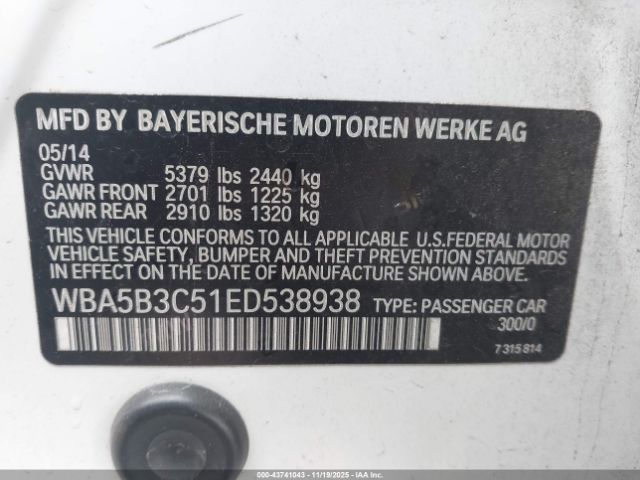 MFD BY BAYERISCHE MOTOREN WERKE AG
05/14
GVWR 5379 lbs 2440 kg
GAWR FRONT 2701 lbs 1225 kg
GAWR REAR 2910 lbs 1320 kg
THIS VEHICLE CONFORMS TO ALL APPLICABLE U.S.FEDERAL MOTOR
VEHICLE SAFETY, BUMPER AND THEFT PREVENTION STANDARDS
IN EFFECT ON THE DATE OF MANUFACTURE SHOWN ABOVE.
WBA5B3C51ED538938 TYPE: PASSENGER CAR
300/0
7 315 814
000-43741043 - 11/19/2025 - IAAI.COM